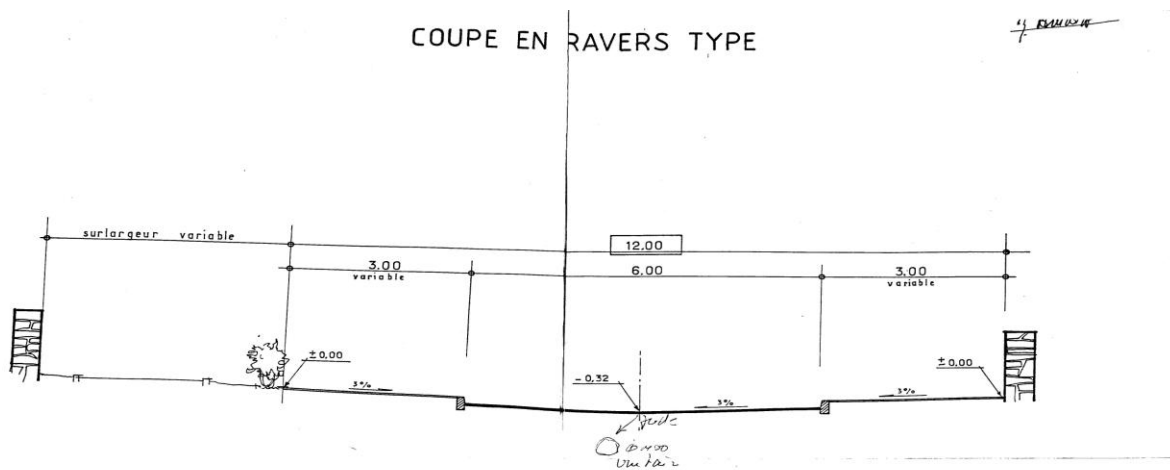 COUPE EN RAVERS TYPE
surlargeur variable
12,00
3,00
variable
6,00
3,00
variable
±0,00
-0,32
±0,00
3%
3%
3%